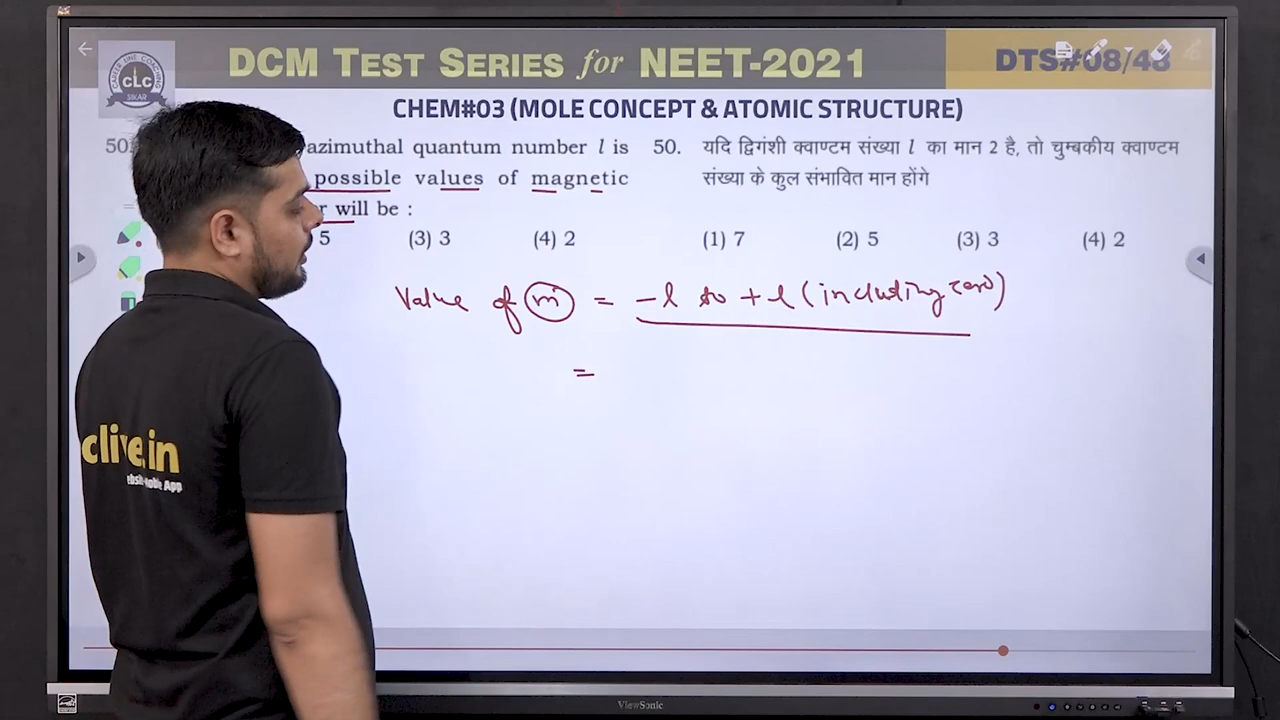 DCM TEST SERIES for NEET-2021
DTS#08/48
CLC
SIKAR
CHEM#03 (MOLE CONCEPT & ATOMIC STRUCTURE)
50. azimuthal quantum number l is
possible values of magnetic
will be :
5 (3) 3 (4) 2
50. यदि द्विगंशी क्वाण्टम संख्या l का मान 2 है, तो चुम्बकीय क्वाण्टम
संख्या के कुल संभावित मान होंगे
(1) 7 (2) 5 (3) 3 (4) 2
Value of m = -l to +l (including zero)
=
clive.in
ViewSonic